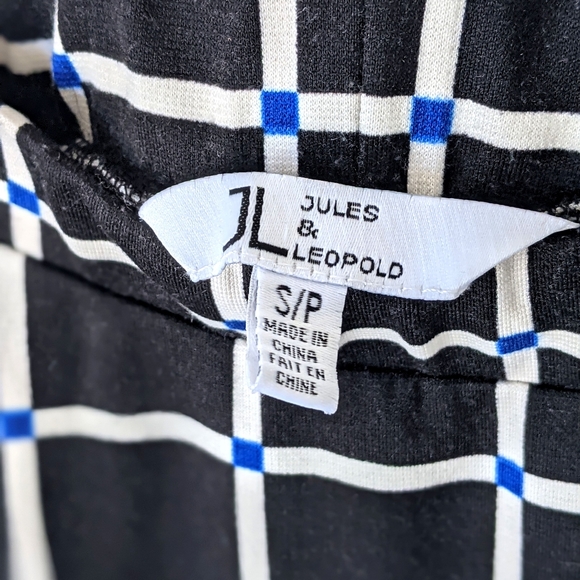 JL
JULES
&
LEOPOLD
S/P
MADE IN
CHINA
FAIT EN
CHINE